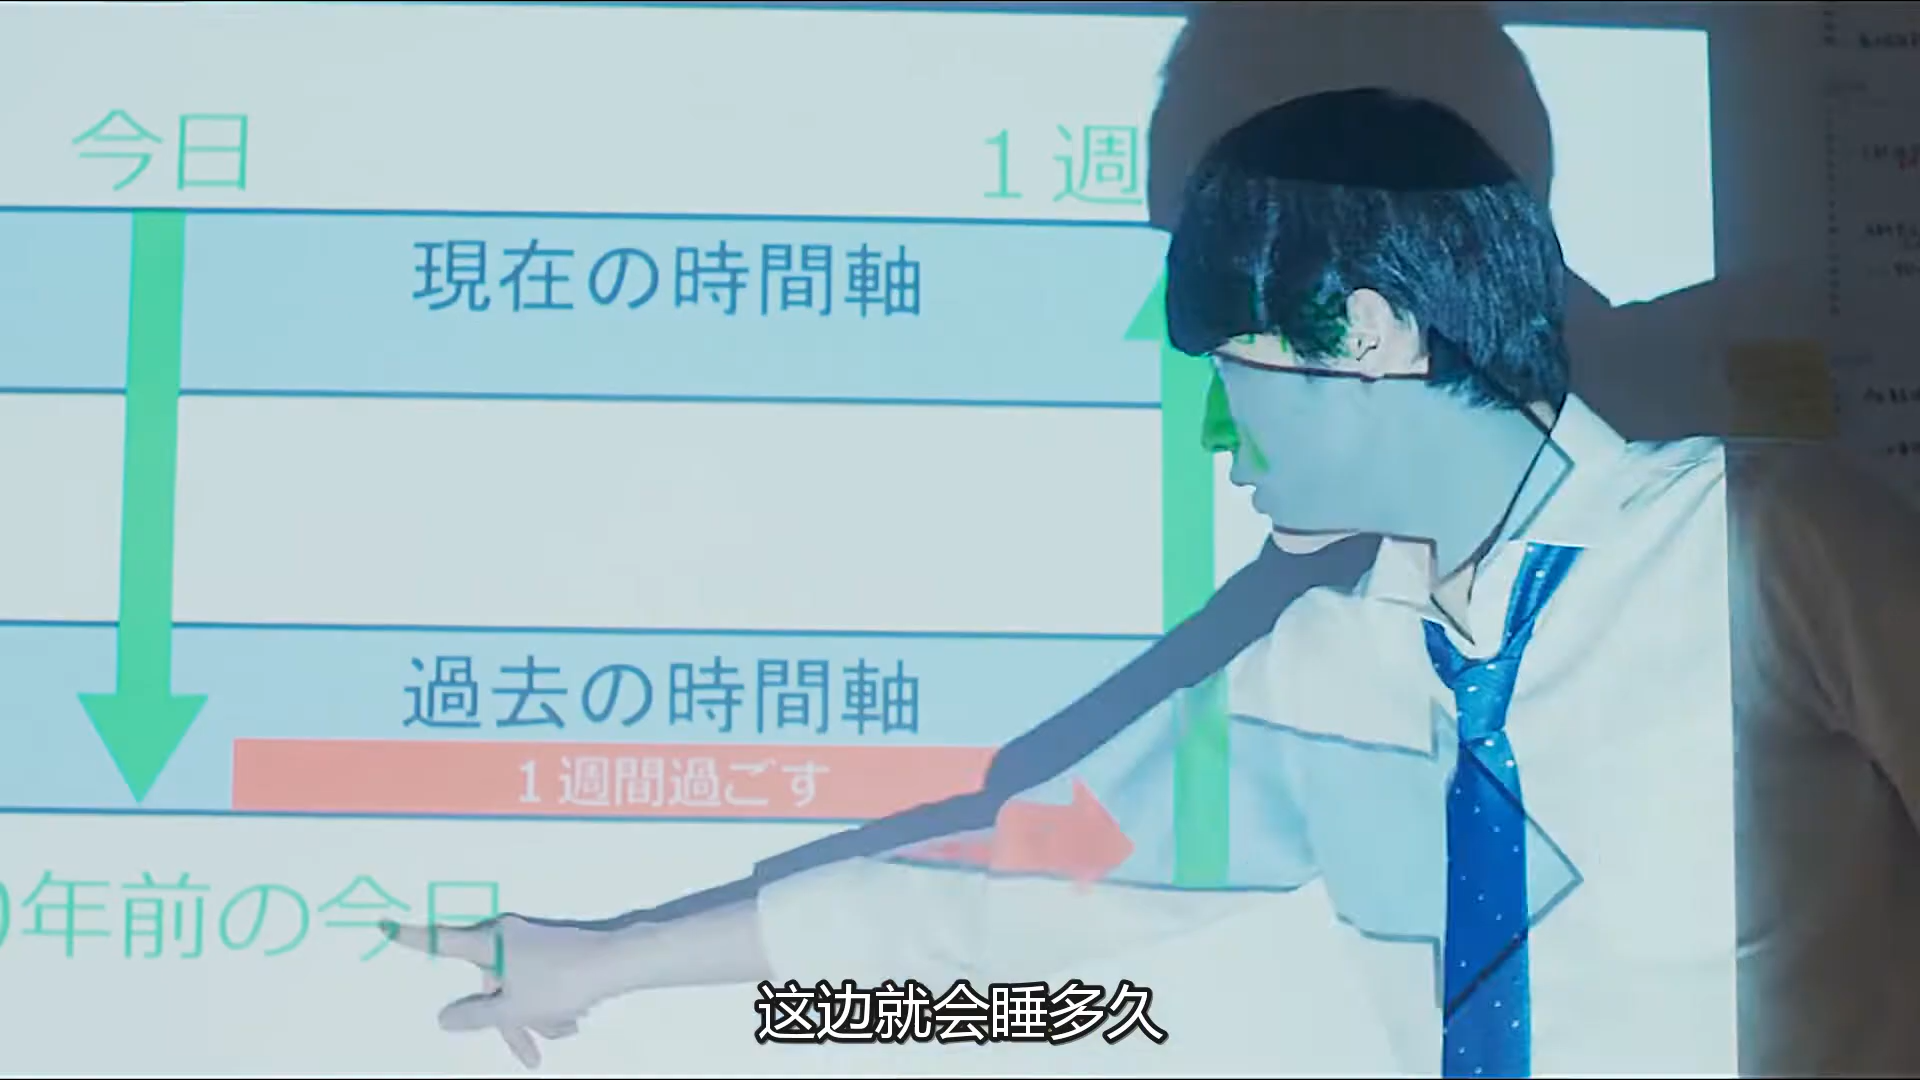 今日
１週
現在の時間軸
過去の時間軸
１週間過ごす
0年前の今日
这边就会睡多久